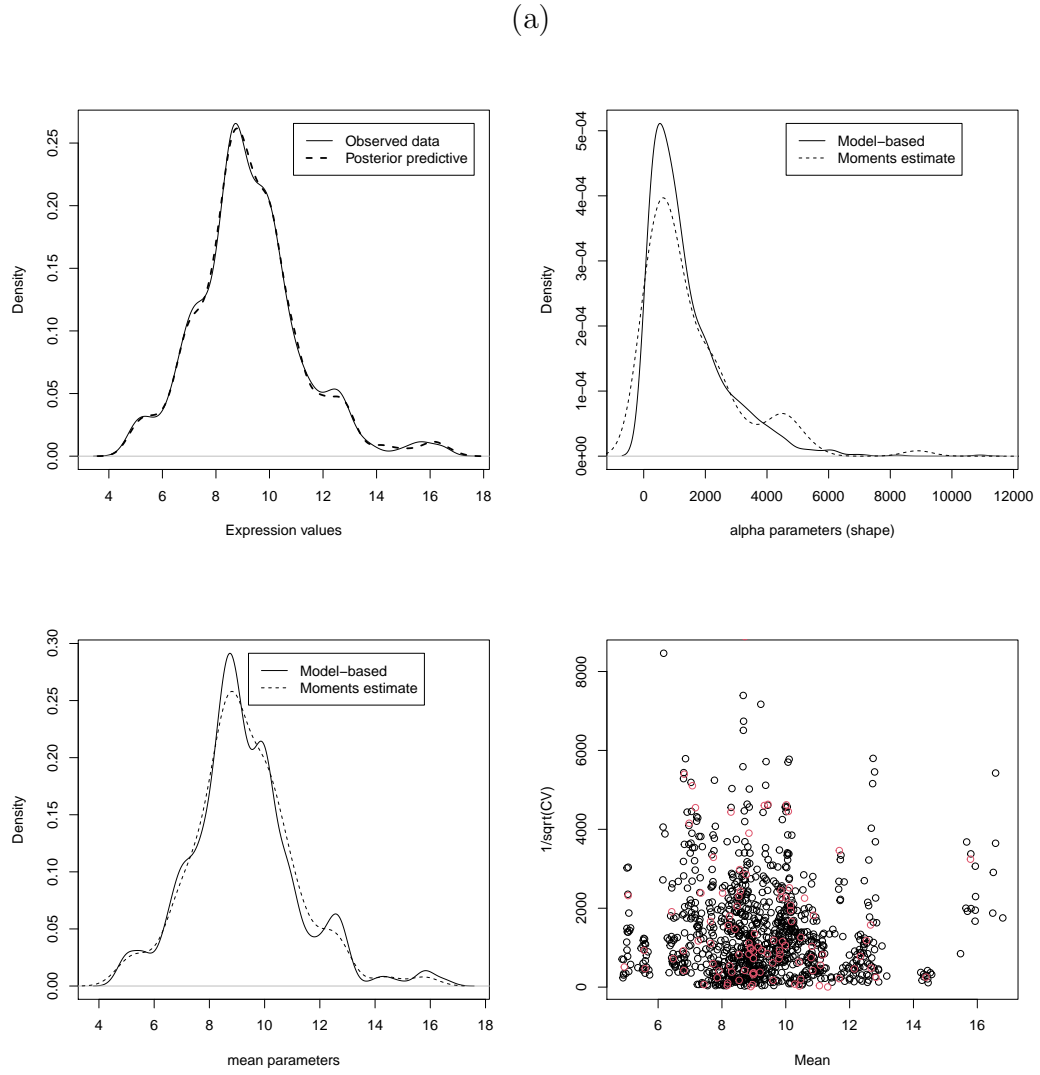 (a)
Density
0.00 0.05 0.10 0.15 0.20 0.25
Observed data
Posterior predictive
4 6 8 10 12 14 16 18
Expression values
Density
0e+00 1e−04 2e−04 3e−04 4e−04 5e−04
Model−based
Moments estimate
0 2000 4000 6000 8000 10000 12000
alpha parameters (shape)
Density
0.00 0.05 0.10 0.15 0.20 0.25 0.30
Model−based
Moments estimate
4 6 8 10 12 14 16 18
mean parameters
1/sqrt(CV)
0 2000 4000 6000 8000
6 8 10 12 14 16
Mean